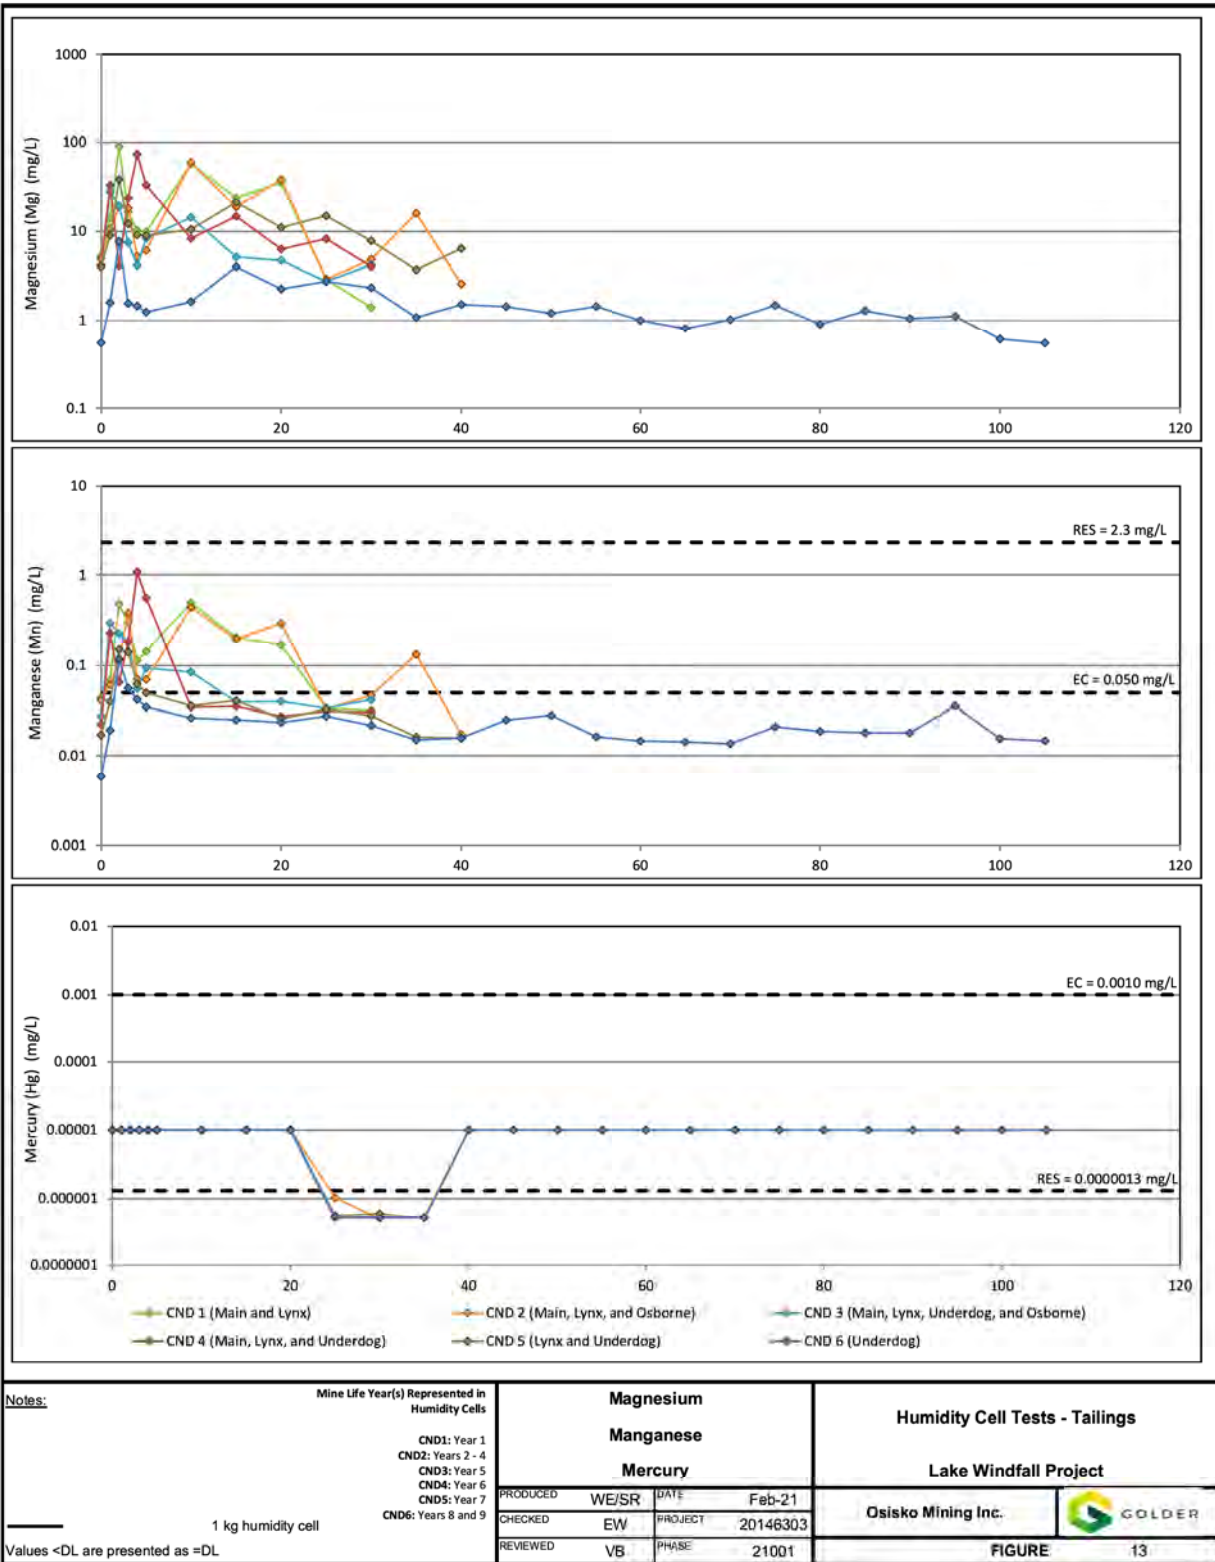 Magnesium (Mg) (mg/L)
1000
100
10
1
0.1
0 20 40 60 80 100 120
Manganese (Mn) (mg/L)
10
1
0.1
0.01
0.001
RES = 2.3 mg/L
EC = 0.050 mg/L
0 20 40 60 80 100 120
Mercury (Hg) (mg/L)
0.01
0.001
0.0001
0.00001
0.000001
0.0000001
EC = 0.0010 mg/L
RES = 0.0000013 mg/L
0 20 40 60 80 100 120
CND 1 (Main and Lynx) CND 2 (Main, Lynx, and Osborne) CND 3 (Main, Lynx, Underdog, and Osborne)
CND 4 (Main, Lynx, and Underdog) CND 5 (Lynx and Underdog) CND 6 (Underdog)
Notes:
Mine Life Year(s) Represented in
Humidity Cells
CND1: Year 1
CND2: Years 2 - 4
CND3: Year 5
CND4: Year 6
CND5: Year 7
CND6: Years 8 and 9
1 kg humidity cell
Values <DL are presented as =DL
Magnesium
Manganese
Mercury
PRODUCED WE/SR DATE Feb-21
CHECKED EW PROJECT 20146303
REVIEWED VB PHASE 21001
Humidity Cell Tests - Tailings
Lake Windfall Project
Osisko Mining Inc.
GOLDER
FIGURE 13